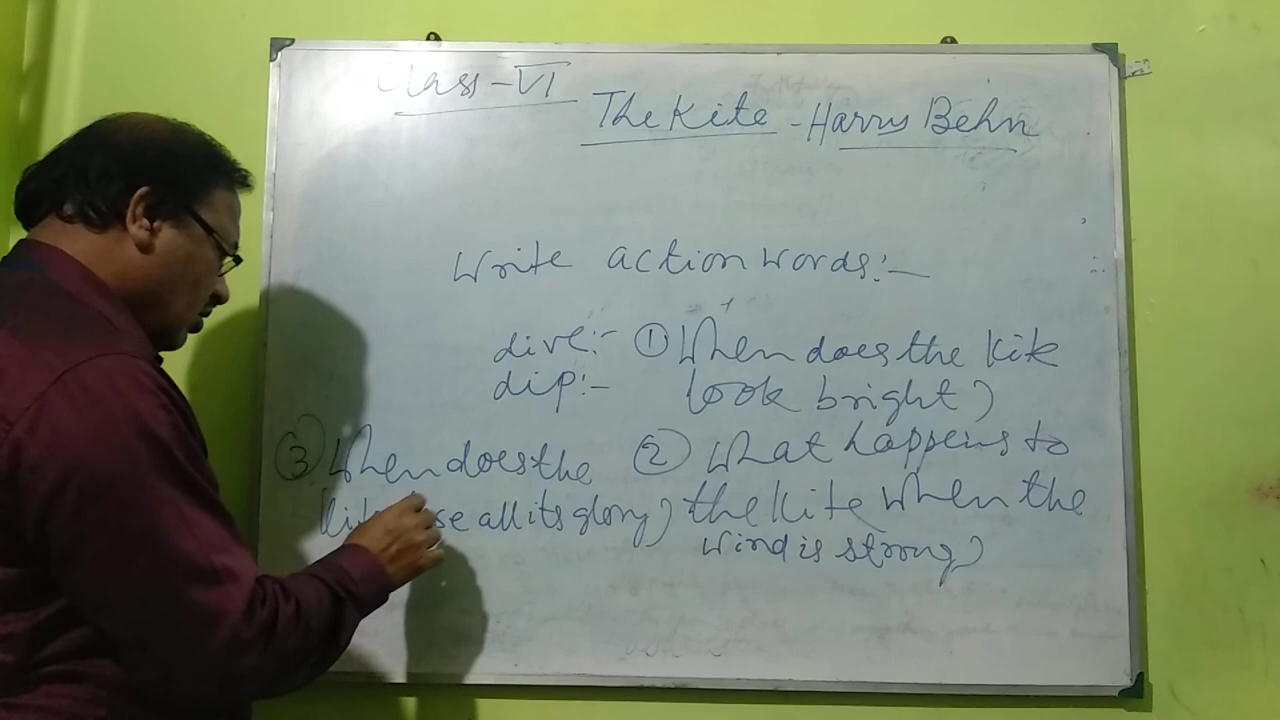 Class-VI
The Kite - Harry Behn
Write action words:-
dive:-
dip:-
① When does the kite
look bright?
② What happens to
the kite when the
wind is strong?
③ When does the
all its glory?